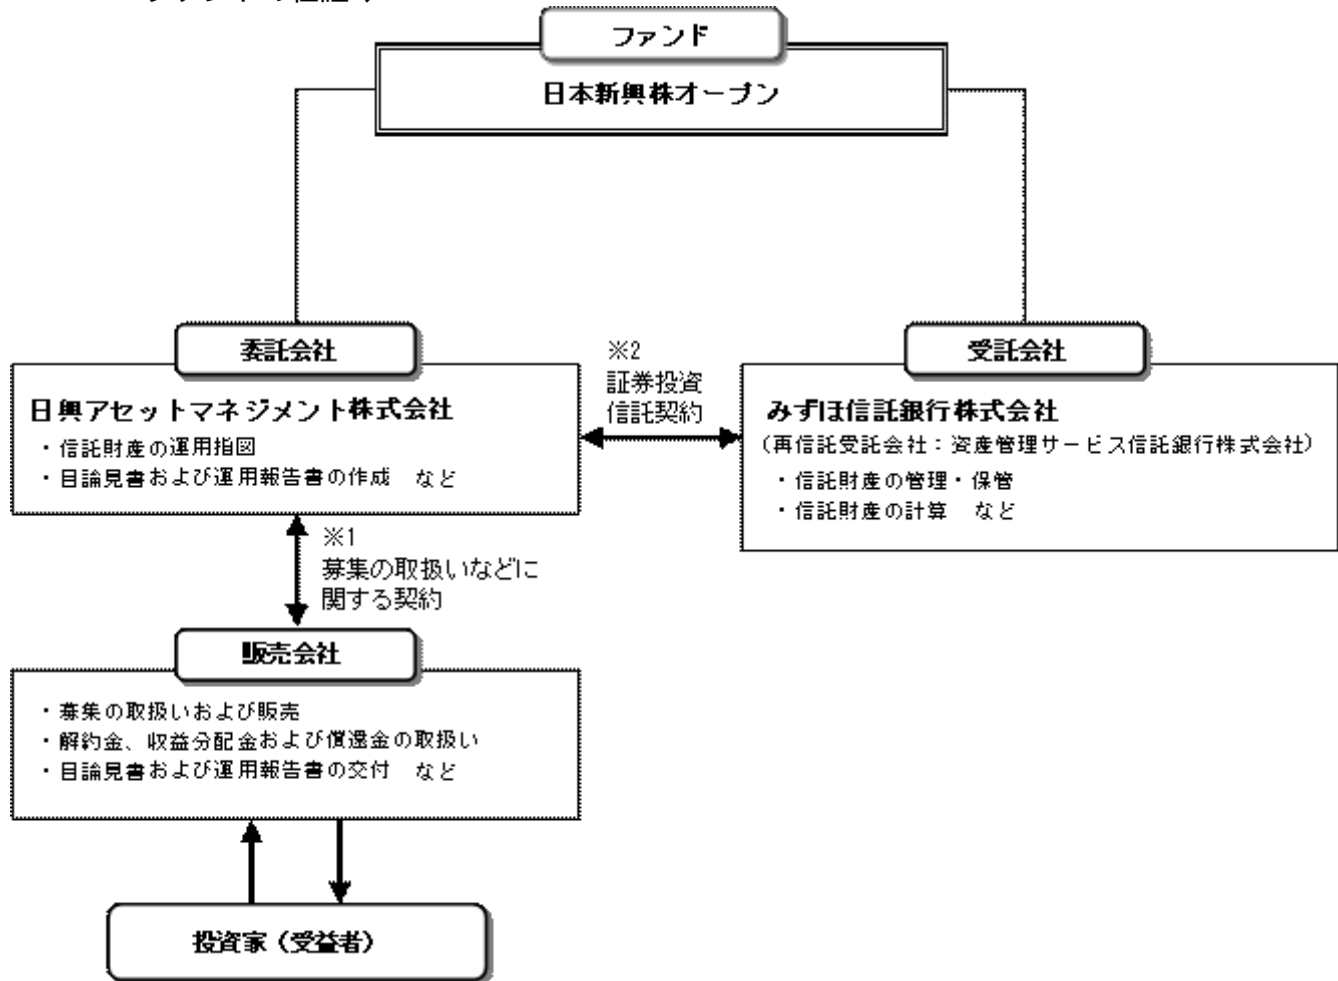 ファンド
日本新興株オープン
委託会社
日興アセットマネジメント株式会社
・信託財産の運用指図
・目論見書および運用報告書の作成　など
※2
証券投資
信託契約
受託会社
みずほ信託銀行株式会社
（再信託受託会社：資産管理サービス信託銀行株式会社）
・信託財産の管理・保管
・信託財産の計算　など
※1
募集の取扱いなどに
関する契約
販売会社
・募集の取扱いおよび販売
・解約金、収益分配金および償還金の取扱い
・目論見書および運用報告書の交付　など
投資家（受益者）